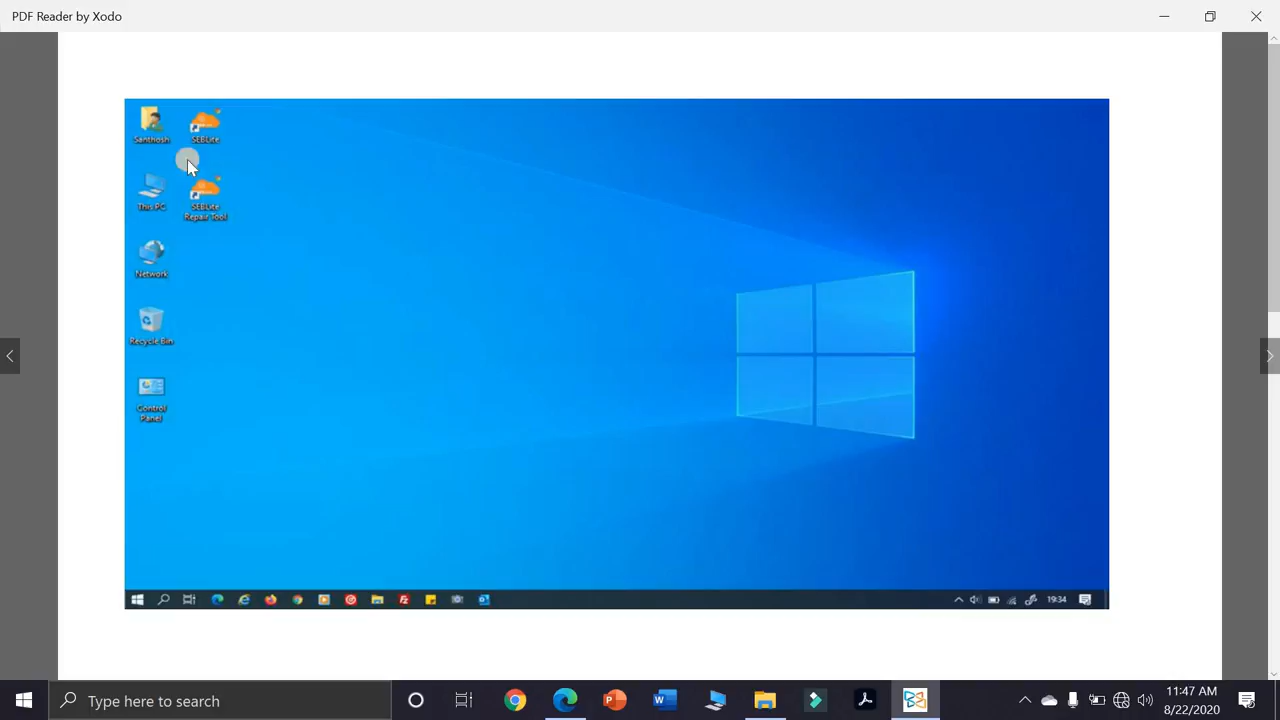 PDF Reader by Xodo
Santhosh
SEBLite
This PC
SEBLite
Repair Tool
Network
Recycle Bin
Control
Panel
19:34
Type here to search
11:47 AM
8/22/2020